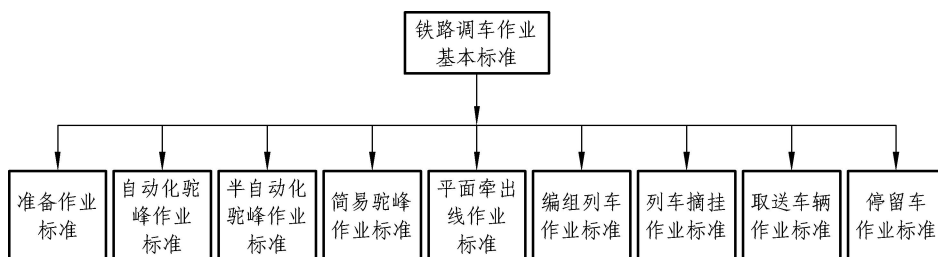 铁路调车作业
基本标准
准备作业
标准
自动化驼
峰作业
标准
半自动化
驼峰作业
标准
简易驼峰
作业标准
平面牵出
线作业
标准
编组列车
作业标准
列车摘挂
作业标准
取送车辆
作业标准
停留车
作业标准